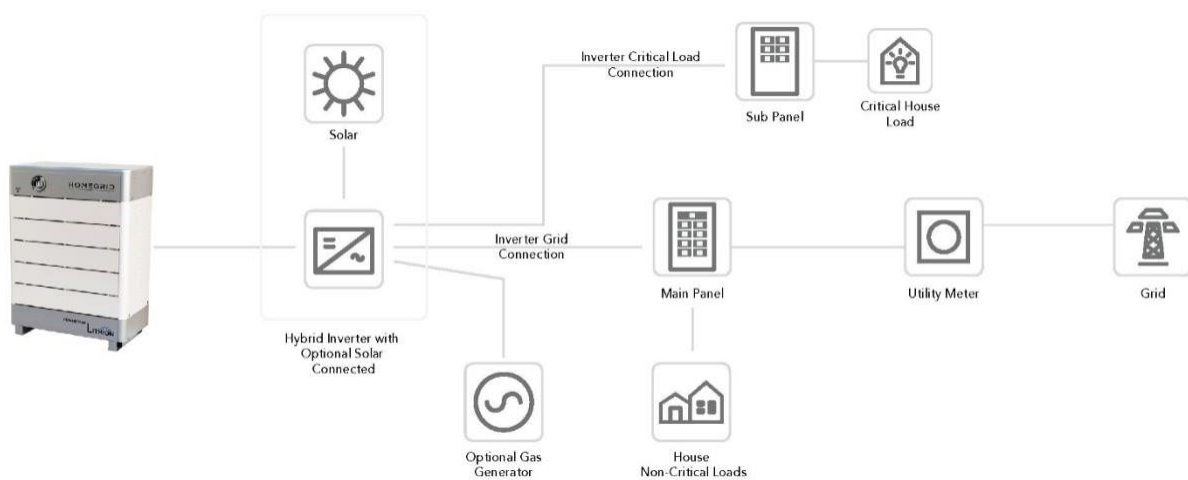 Inverter Critical Load
Connection
Sub Panel
Critical House
Load
Solar
HOMEGRID
Inverter Grid
Connection
Main Panel
Utility Meter
Grid
LITHION
Hybrid Inverter with
Optional Solar
Connected
Optional Gas
Generator
House
Non-Critical Loads